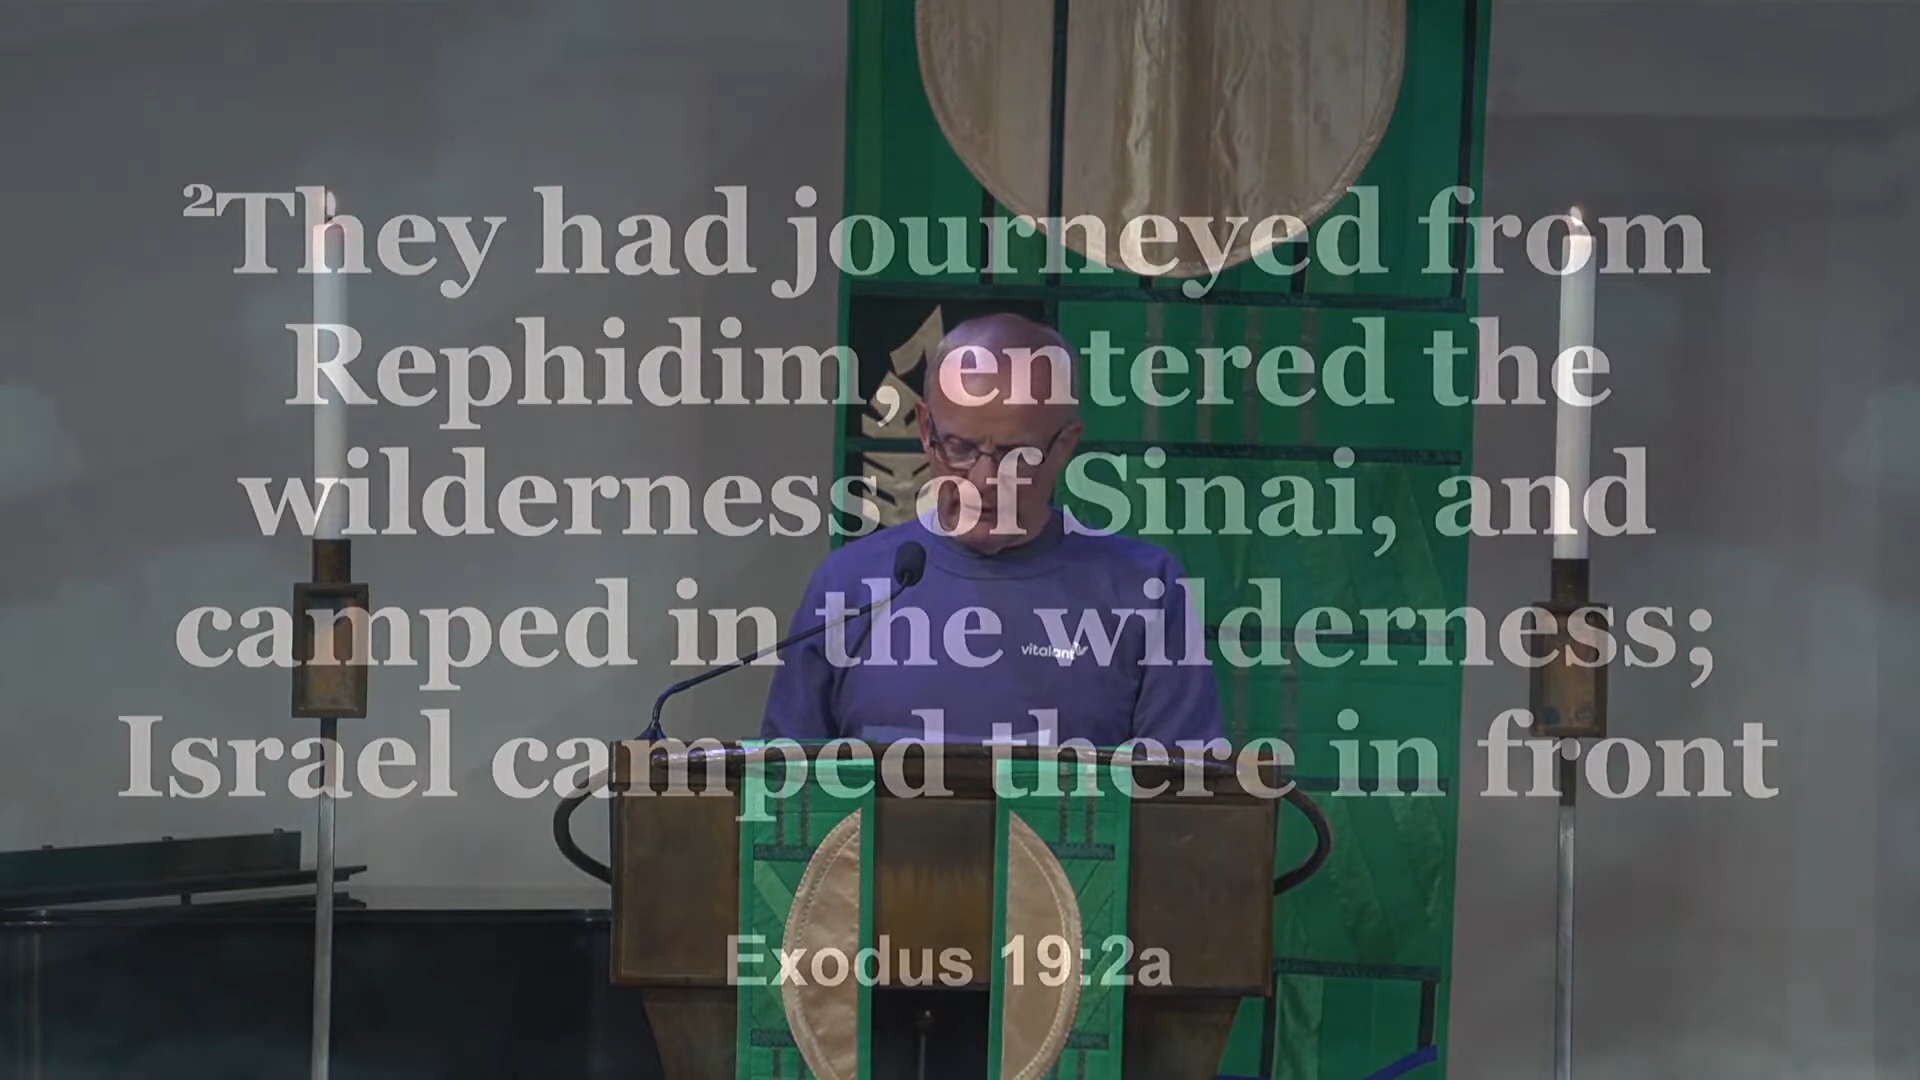 ²They had journeyed from
Rephidim, entered the
wilderness of Sinai, and
camped in the wilderness;
Israel camped there in front
vitalant
Exodus 19:2a